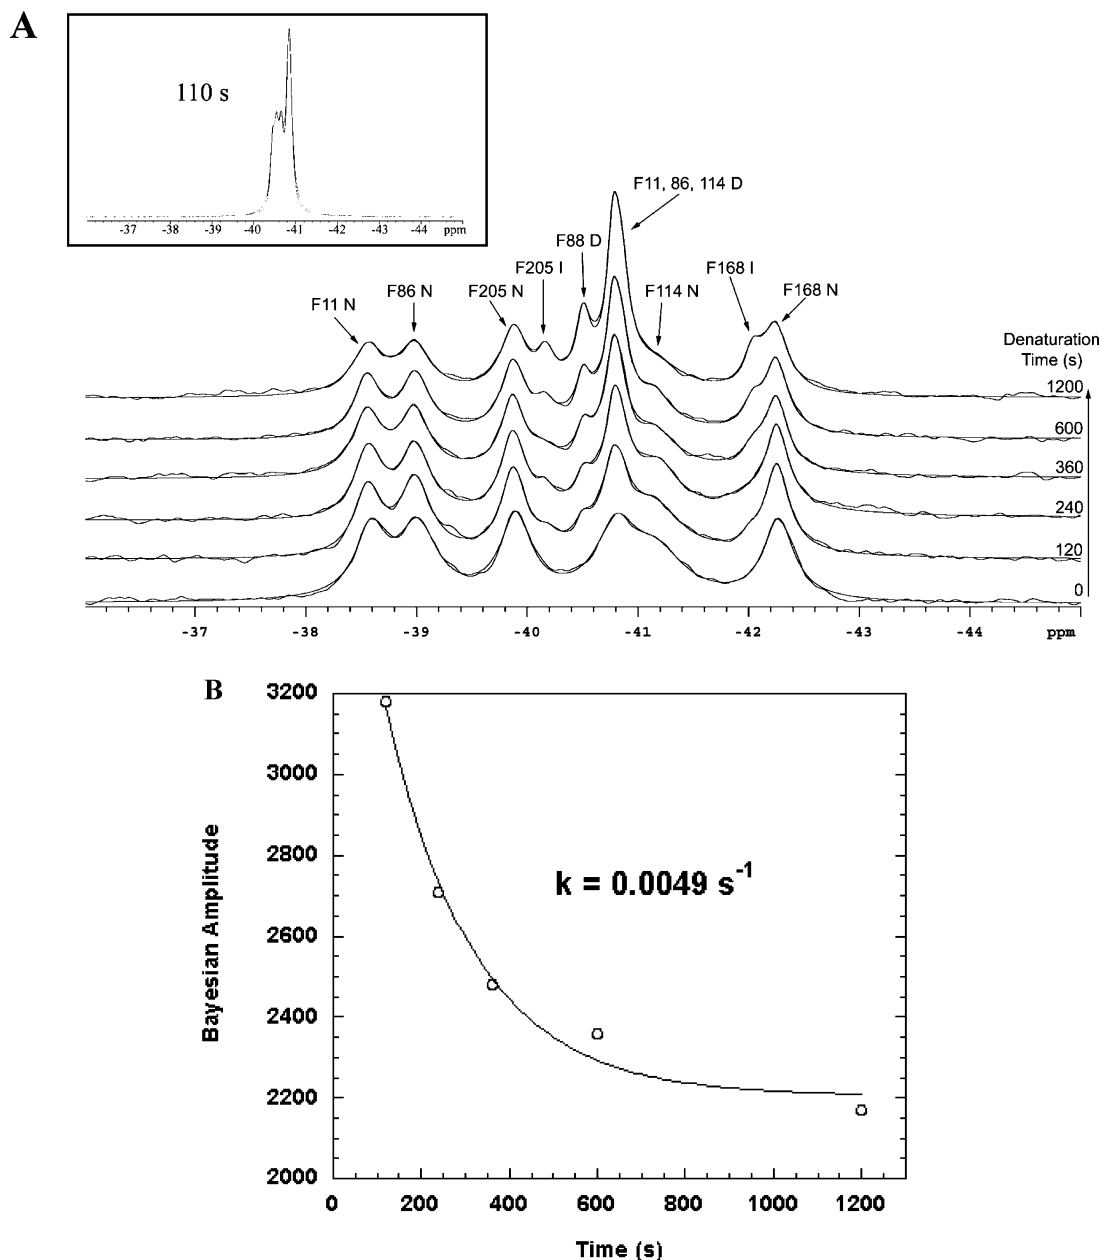 A
110 s
-37 -38 -39 -40 -41 -42 -43 -44 ppm
F11, 86, 114 D
F88 D
F205 I
F168 I
F11 N
F86 N
F205 N
F114 N
F168 N
Denaturation
Time (s)
1200
600
360
240
120
0
-37 -38 -39 -40 -41 -42 -43 -44 ppm
B
3200
3000
2800
2600
2400
2200
2000
Bayesian Amplitude
k = 0.0049 s-1
0 200 400 600 800 1000 1200
Time (s)